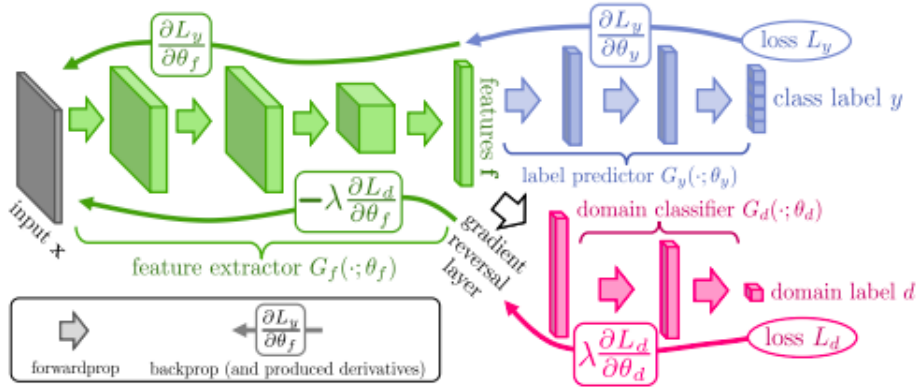 ∂L_y/∂θ_f
∂L_y/∂θ_y
loss L_y
features f
class label y
label predictor G_y(·;θ_y)
input x
−λ ∂L_d/∂θ_f
feature extractor G_f(·;θ_f)
gradient
reversal
layer
domain classifier G_d(·;θ_d)
domain label d
λ ∂L_d/∂θ_d
loss L_d
∂L_y/∂θ_f
forwardprop
backprop (and produced derivatives)